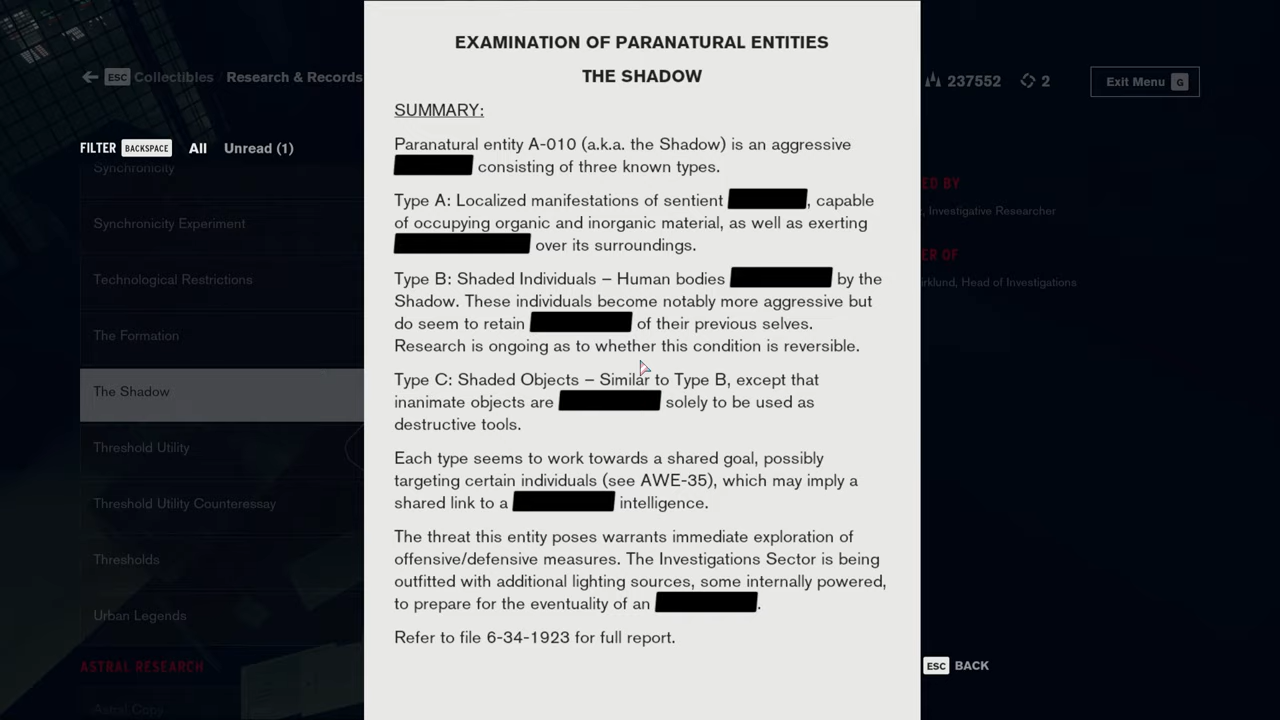 EXAMINATION OF PARANATURAL ENTITIES
THE SHADOW
SUMMARY:
Paranatural entity A-010 (a.k.a. the Shadow) is an aggressive
consisting of three known types.
Type A: Localized manifestations of sentient , capable
of occupying organic and inorganic material, as well as exerting
over its surroundings.
Type B: Shaded Individuals – Human bodies by the
Shadow. These individuals become notably more aggressive but
do seem to retain of their previous selves.
Research is ongoing as to whether this condition is reversible.
Type C: Shaded Objects – Similar to Type B, except that
inanimate objects are solely to be used as
destructive tools.
Each type seems to work towards a shared goal, possibly
targeting certain individuals (see AWE-35), which may imply a
shared link to a intelligence.
The threat this entity poses warrants immediate exploration of
offensive/defensive measures. The Investigations Sector is being
outfitted with additional lighting sources, some internally powered,
to prepare for the eventuality of an .
Refer to file 6-34-1923 for full report.
ESC Collectibles / Research & Records
237552 2
Exit Menu G
FILTER BACKSPACE All Unread (1)
Synchronicity
Synchronicity Experiment
Technological Restrictions
The Formation
The Shadow
Threshold Utility
Threshold Utility Counteressay
Thresholds
Urban Legends
ASTRAL RESEARCH
Astral Copy
ED BY
, Investigative Researcher
ER OF
rklund, Head of Investigations
ESC BACK